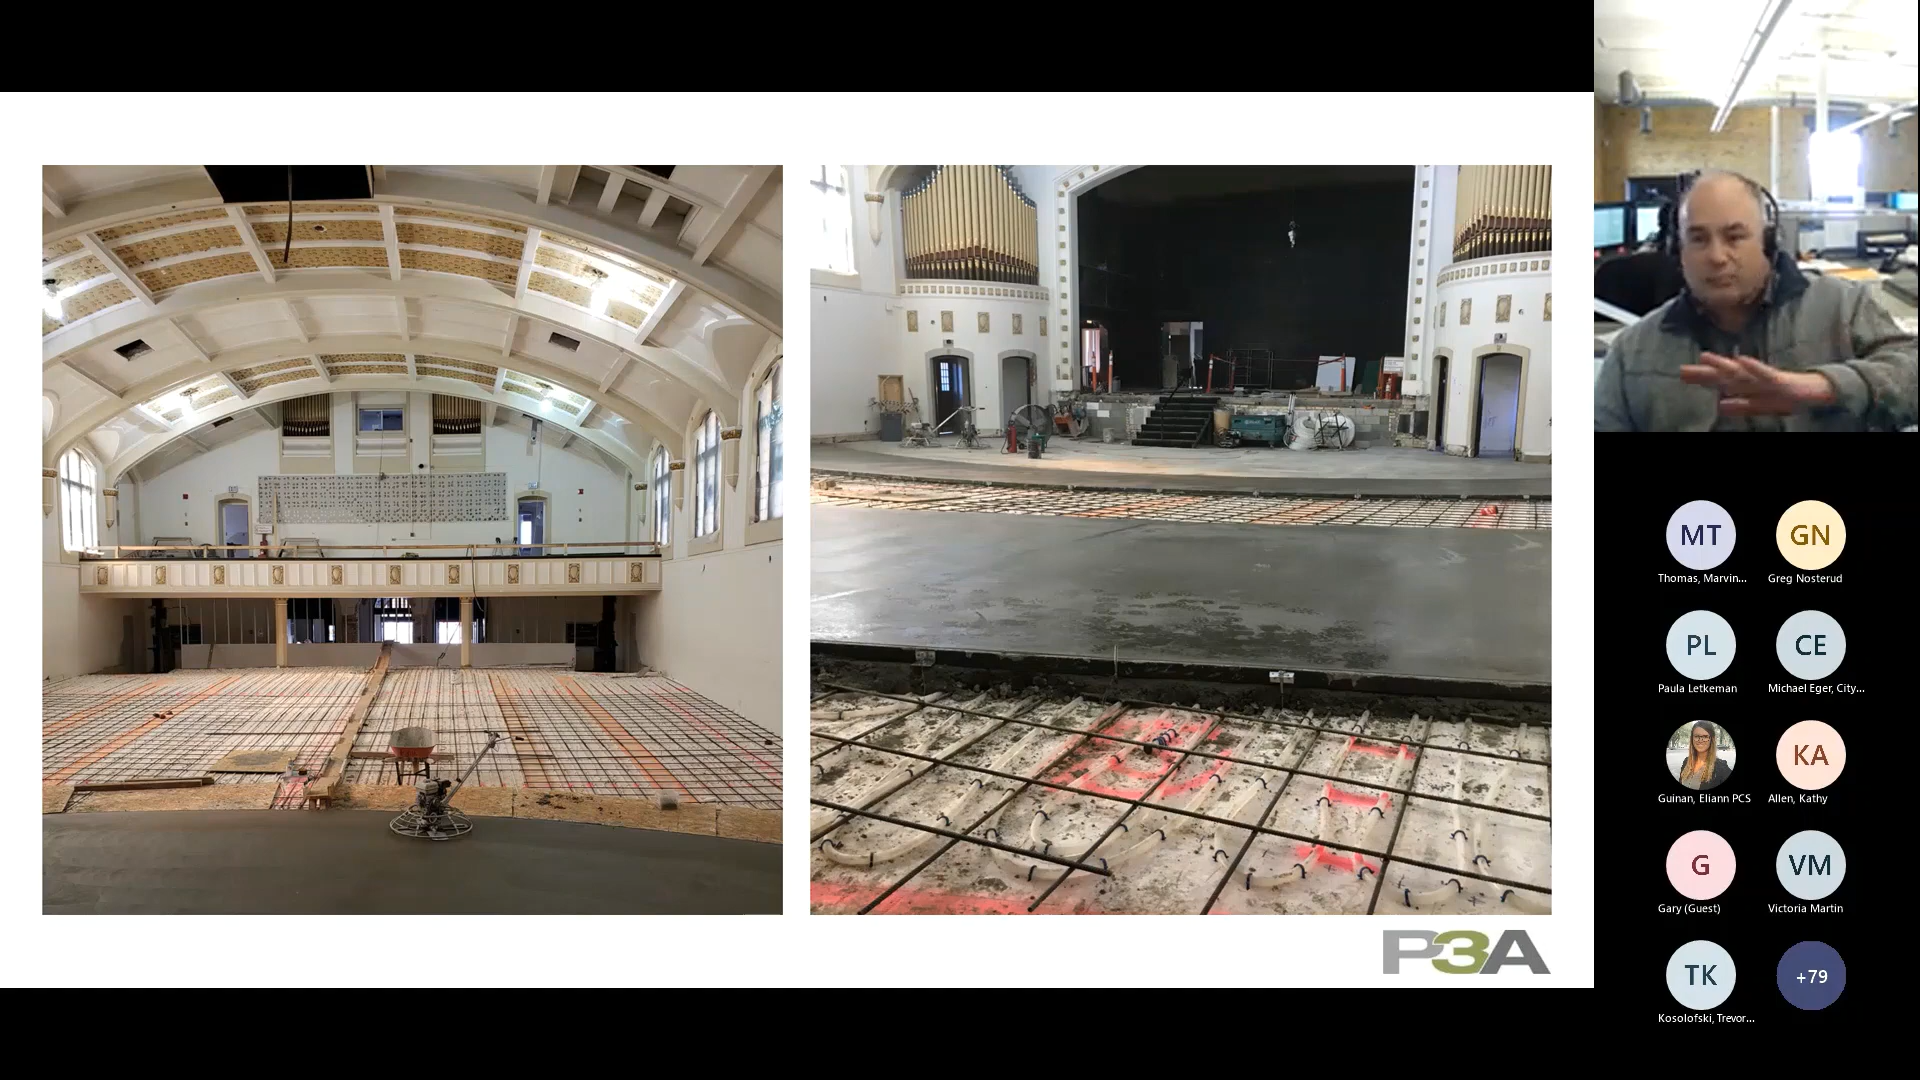 P3A
MT
GN
Thomas, Marvin...
Greg Nosterud
PL
CE
Paula Letkeman
Michael Eger, City...
KA
Guinan, Eliann PCS
Allen, Kathy
G
VM
Gary (Guest)
Victoria Martin
TK
+79
Kosolofski, Trevor...